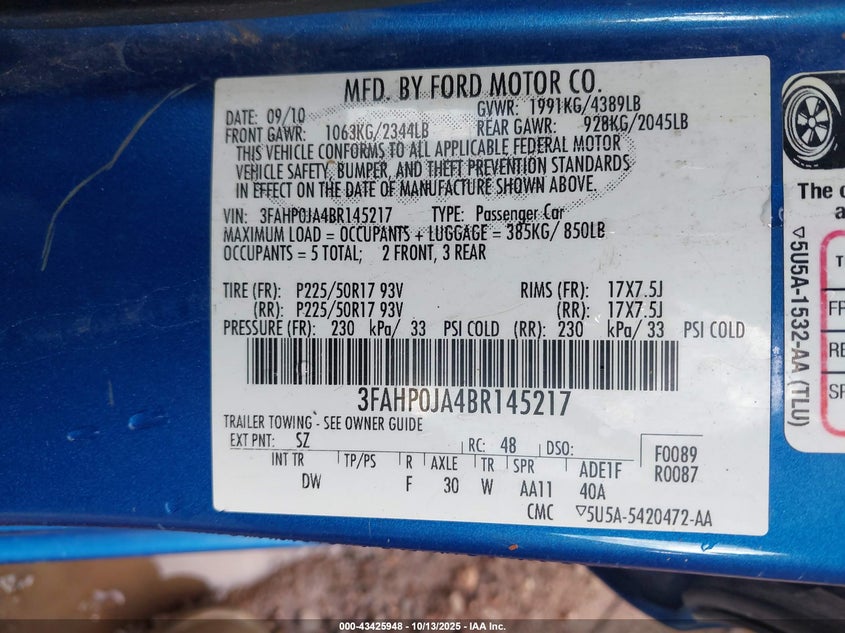 MFD. BY FORD MOTOR CO.
DATE: 09/10 GVWR: 1991KG/4389LB
FRONT GAWR: 1063KG/2344LB REAR GAWR: 928KG/2045LB
THIS VEHICLE CONFORMS TO ALL APPLICABLE FEDERAL MOTOR
VEHICLE SAFETY, BUMPER, AND THEFT PREVENTION STANDARDS
IN EFFECT ON THE DATE OF MANUFACTURE SHOWN ABOVE.
VIN: 3FAHP0JA4BR145217 TYPE: Passenger Car
MAXIMUM LOAD = OCCUPANTS + LUGGAGE = 385KG/ 850LB
OCCUPANTS = 5 TOTAL; 2 FRONT, 3 REAR
TIRE (FR): P225/50R17 93V RIMS (FR): 17X7.5J
(RR): P225/50R17 93V (RR): 17X7.5J
PRESSURE (FR): 230 kPa/ 33 PSI COLD (RR): 230 kPa/ 33 PSI COLD
3FAHP0JA4BR145217
TRAILER TOWING - SEE OWNER GUIDE
EXT PNT: SZ RC: 48 DSO: F0089
INT TR TP/PS R AXLE TR SPR ADE1F R0087
DW F 30 W AA11 40A
CMC ▽5U5A-5420472-AA
The c
a
▽5U5A-1532-AA (TLU)
T
FR
RE
SP
000-43425948 - 10/13/2025 - IAA Inc.